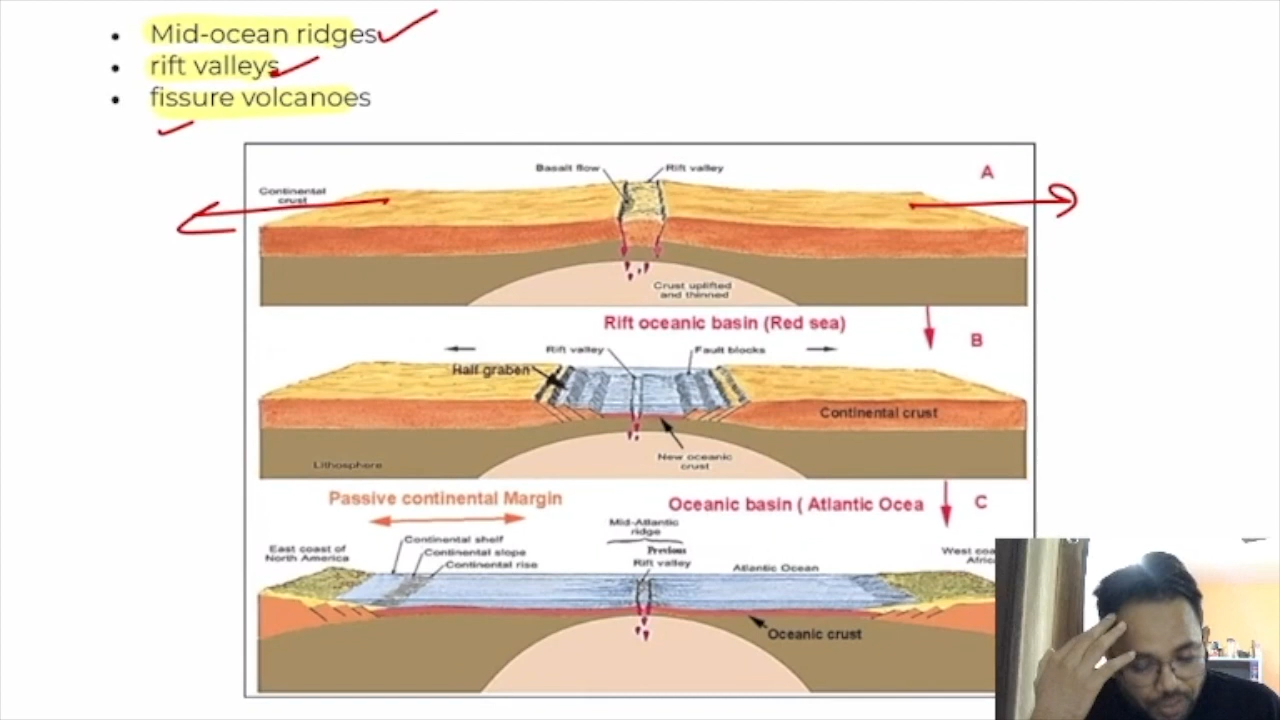 Mid-ocean ridges
rift valleys
fissure volcanoes
Basalt flow
Rift valley
A
Continental
crust
Crust uplifted
and thinned
Rift oceanic basin (Red sea)
B
Rift valley
Fault blocks
Half graben
Continental crust
New oceanic
crust
Lithosphere
Passive continental Margin
Oceanic basin ( Atlantic Ocea
C
Mid-Atlantic
ridge
Continental shelf
East coast of
North America
Continental slope
Previous
West coa
Continental rise
Rift valley
Atlantic Ocean
Afric
Oceanic crust